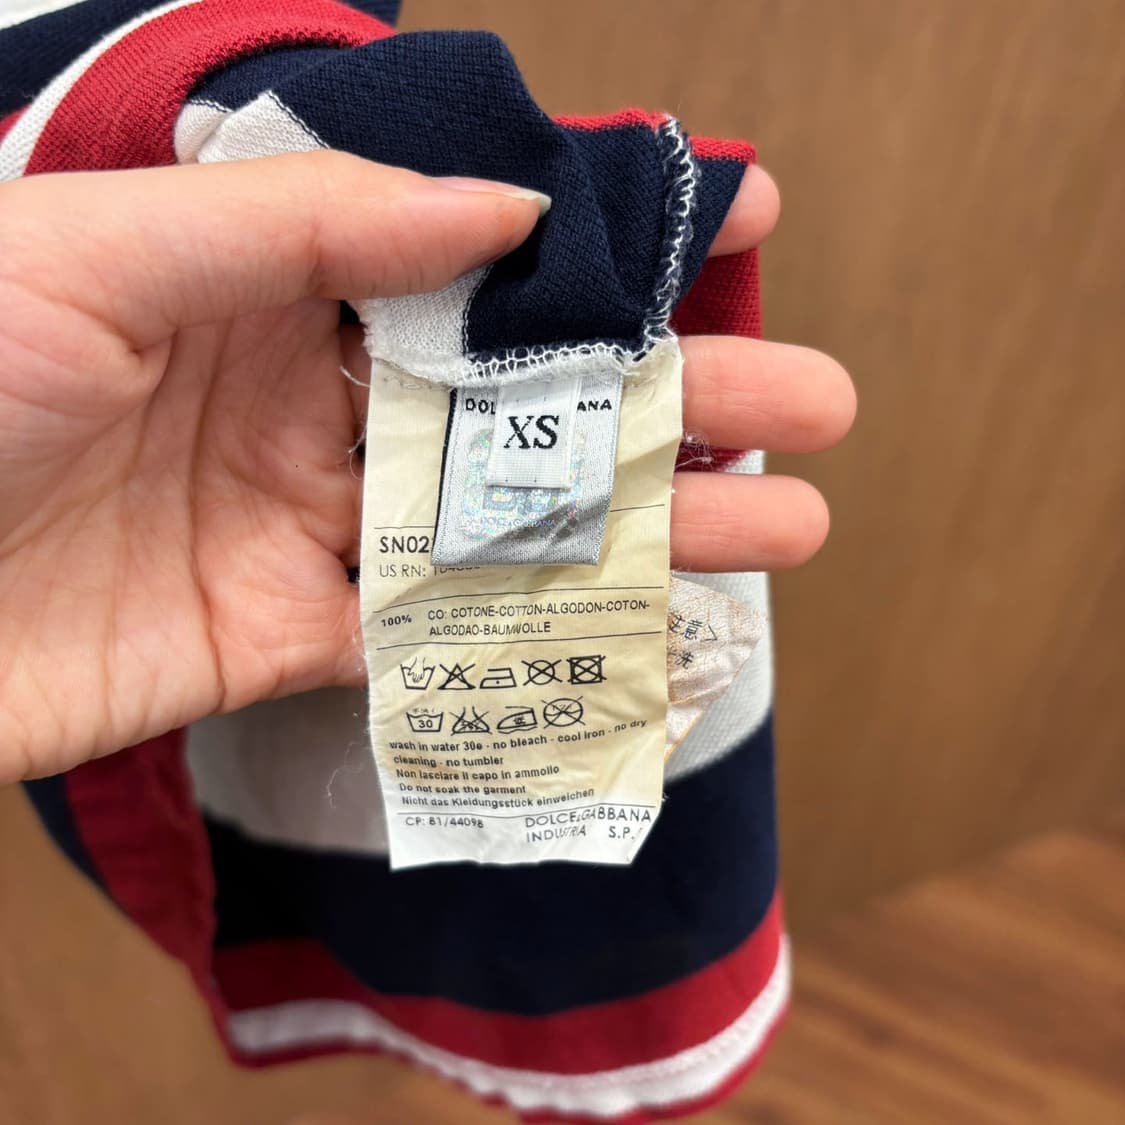 DOL ANA
XS
DOLCE&GABBANA
SN02
US RN:
100% CO: COTONE-COTTON-ALGODON-COTON-
ALGODAO-BAUMWOLLE
30
wash in water 30e - no bleach - cool iron - no dry
cleaning - no tumbler
Non lasciare il capo in ammollo
Do not soak the garment
Nicht das Kleidungsstück einweichen
CP: 81/44098
DOLCE&GABBANA
INDUSTRIA S.P.